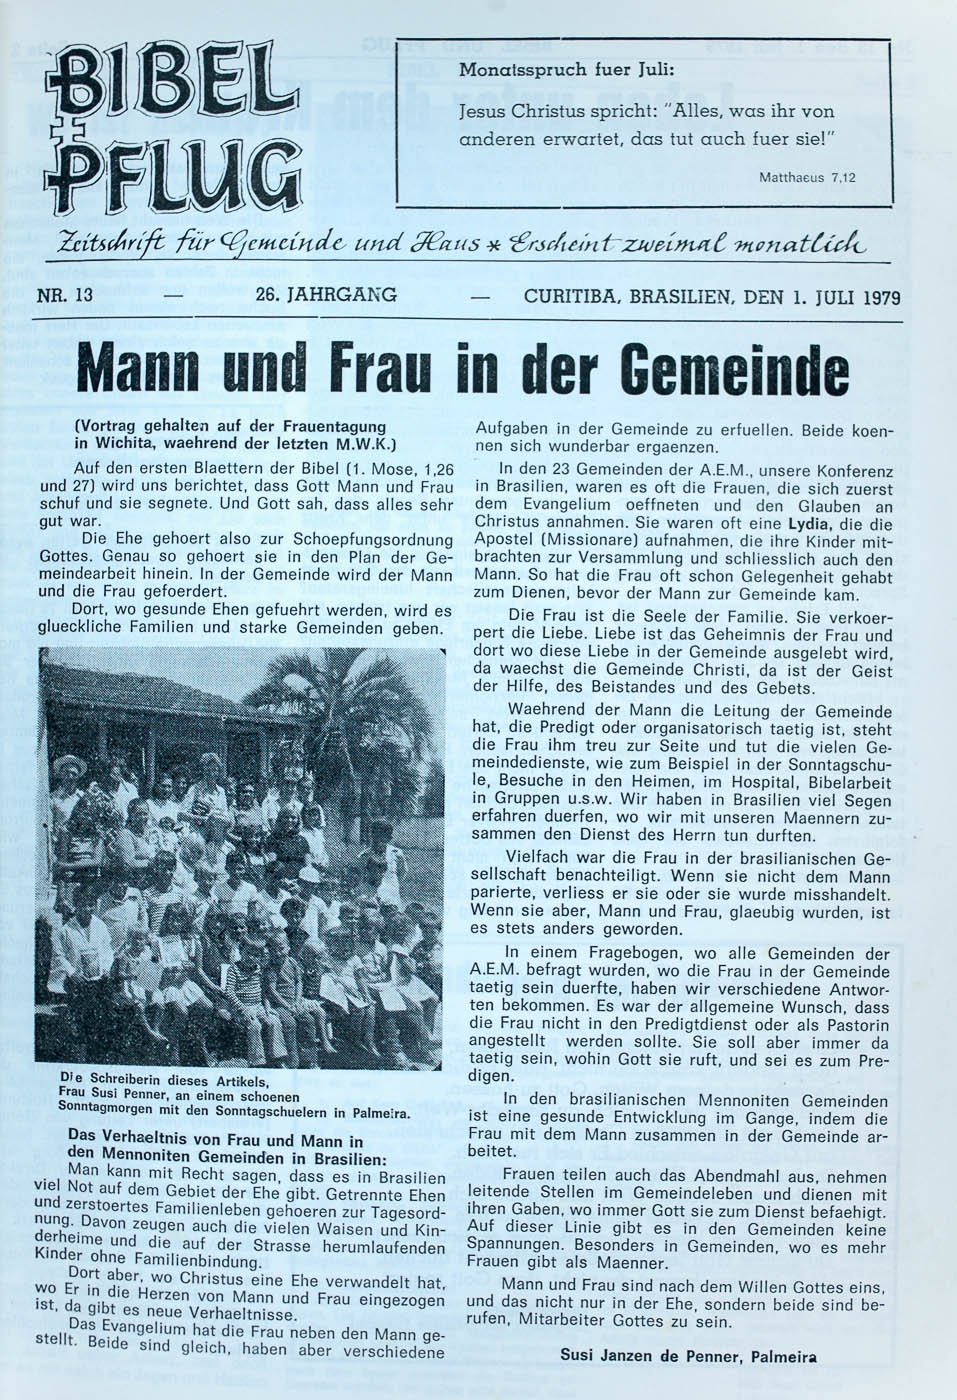 BIBEL
PFLUG
Monatsspruch fuer Juli:
Jesus Christus spricht: "Alles, was ihr von
anderen erwartet, das tut auch fuer sie!"
Matthaeus 7,12
Zeitschrift für Gemeinde und Haus * Erscheint zweimal monatlich
NR. 13 — 26. JAHRGANG — CURITIBA, BRASILIEN, DEN 1. JULI 1979
Mann und Frau in der Gemeinde
(Vortrag gehalten auf der Frauentagung
in Wichita, waehrend der letzten M.W.K.)
Auf den ersten Blaettern der Bibel (1. Mose, 1,26
und 27) wird uns berichtet, dass Gott Mann und Frau
schuf und sie segnete. Und Gott sah, dass alles sehr
gut war.
Die Ehe gehoert also zur Schoepfungsordnung
Gottes. Genau so gehoert sie in den Plan der Ge-
meindearbeit hinein. In der Gemeinde wird der Mann
und die Frau gefoerdert.
Dort, wo gesunde Ehen gefuehrt werden, wird es
glueckliche Familien und starke Gemeinden geben.
Die Schreiberin dieses Artikels,
Frau Susi Penner, an einem schoenen
Sonntagmorgen mit den Sonntagschuelern in Palmeira.
Das Verhaeltnis von Frau und Mann in
den Mennoniten Gemeinden in Brasilien:
Man kann mit Recht sagen, dass es in Brasilien
viel Not auf dem Gebiet der Ehe gibt. Getrennte Ehen
und zerstoertes Familienleben gehoeren zur Tagesord-
nung. Davon zeugen auch die vielen Waisen und Kin-
derheime und die auf der Strasse herumlaufenden
Kinder ohne Familienbindung.
Dort aber, wo Christus eine Ehe verwandelt hat,
wo Er in die Herzen von Mann und Frau eingezogen
ist, da gibt es neue Verhaeltnisse.
Das Evangelium hat die Frau neben den Mann ge-
stellt. Beide sind gleich, haben aber verschiedene
Aufgaben in der Gemeinde zu erfuellen. Beide koen-
nen sich wunderbar ergaenzen.
In den 23 Gemeinden der A.E.M., unsere Konferenz
in Brasilien, waren es oft die Frauen, die sich zuerst
dem Evangelium oeffneten und den Glauben an
Christus annahmen. Sie waren oft eine Lydia, die die
Apostel (Missionare) aufnahmen, die ihre Kinder mit-
brachten zur Versammlung und schliesslich auch den
Mann. So hat die Frau oft schon Gelegenheit gehabt
zum Dienen, bevor der Mann zur Gemeinde kam.
Die Frau ist die Seele der Familie. Sie verkoer-
pert die Liebe. Liebe ist das Geheimnis der Frau und
dort wo diese Liebe in der Gemeinde ausgelebt wird,
da waechst die Gemeinde Christi, da ist der Geist
der Hilfe, des Beistandes und des Gebets.
Waehrend der Mann die Leitung der Gemeinde
hat, die Predigt oder organisatorisch taetig ist, steht
die Frau ihm treu zur Seite und tut die vielen Ge-
meindedienste, wie zum Beispiel in der Sonntagschu-
le, Besuche in den Heimen, im Hospital, Bibelarbeit
in Gruppen u.s.w. Wir haben in Brasilien viel Segen
erfahren duerfen, wo wir mit unseren Maennern zu-
sammen den Dienst des Herrn tun durften.
Vielfach war die Frau in der brasilianischen Ge-
sellschaft benachteiligt. Wenn sie nicht dem Mann
parierte, verliess er sie oder sie wurde misshandelt.
Wenn sie aber, Mann und Frau, glaeubig wurden, ist
es stets anders geworden.
In einem Fragebogen, wo alle Gemeinden der
A.E.M. befragt wurden, wo die Frau in der Gemeinde
taetig sein duerfte, haben wir verschiedene Antwor-
ten bekommen. Es war der allgemeine Wunsch, dass
die Frau nicht in den Predigtdienst oder als Pastorin
angestellt werden sollte. Sie soll aber immer da
taetig sein, wohin Gott sie ruft, und sei es zum Pre-
digen.
In den brasilianischen Mennoniten Gemeinden
ist eine gesunde Entwicklung im Gange, indem die
Frau mit dem Mann zusammen in der Gemeinde ar-
beitet.
Frauen teilen auch das Abendmahl aus, nehmen
leitende Stellen im Gemeindeleben und dienen mit
ihren Gaben, wo immer Gott sie zum Dienst befaehigt.
Auf dieser Linie gibt es in den Gemeinden keine
Spannungen. Besonders in Gemeinden, wo es mehr
Frauen gibt als Maenner.
Mann und Frau sind nach dem Willen Gottes eins,
und das nicht nur in der Ehe, sondern beide sind be-
rufen, Mitarbeiter Gottes zu sein.
Susi Janzen de Penner, Palmeira